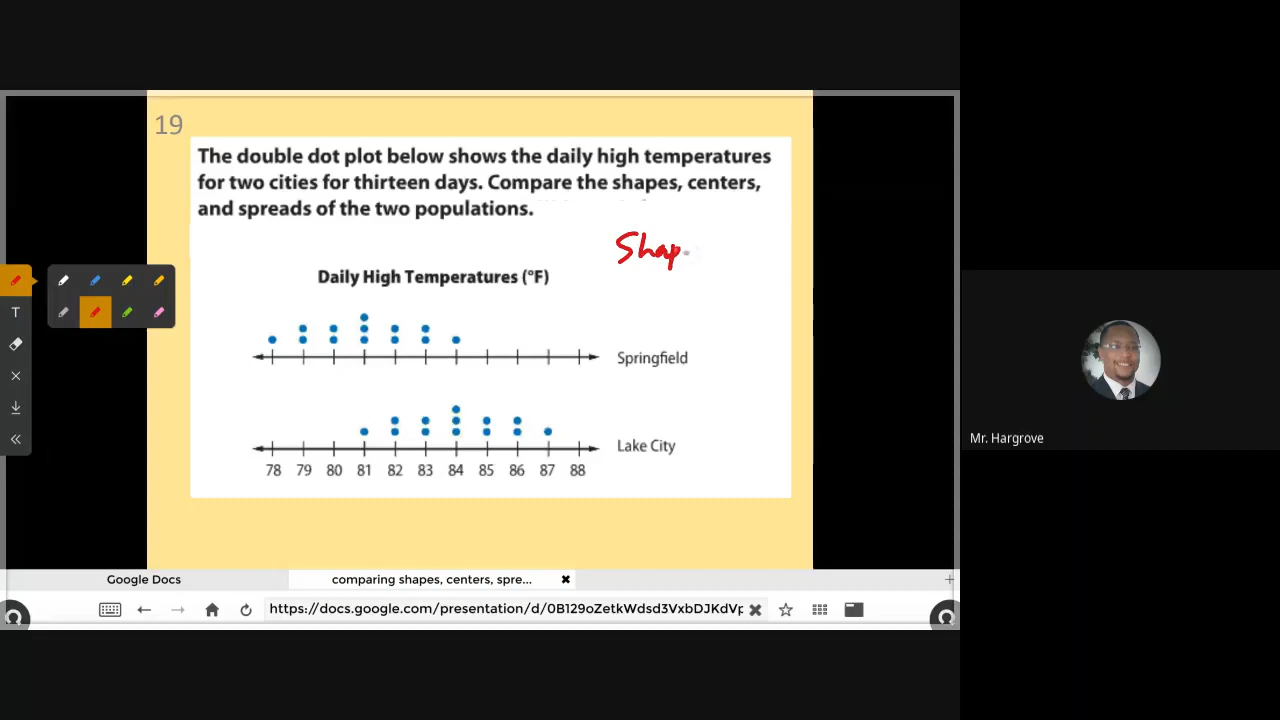 19
The double dot plot below shows the daily high temperatures
for two cities for thirteen days. Compare the shapes, centers,
and spreads of the two populations.
Shap
Daily High Temperatures (°F)
Springfield
Lake City
78 79 80 81 82 83 84 85 86 87 88
T
Mr. Hargrove
Google Docs
comparing shapes, centers, spre...
https://docs.google.com/presentation/d/0B129oZetkWdsd3VxbDJKdVp